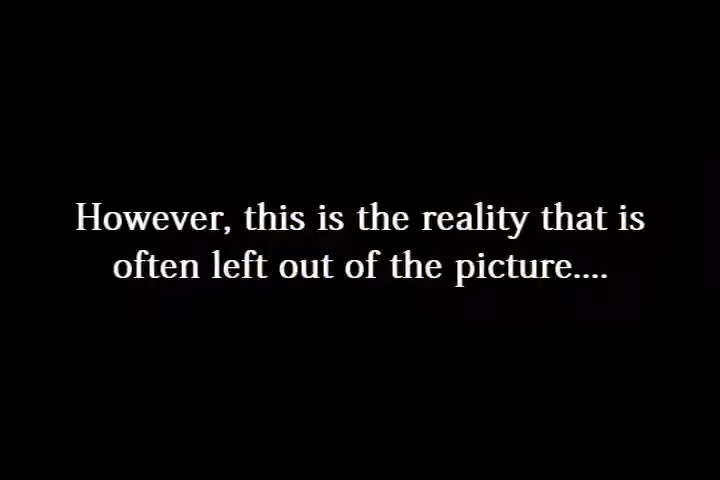 However, this is the reality that is
often left out of the picture....